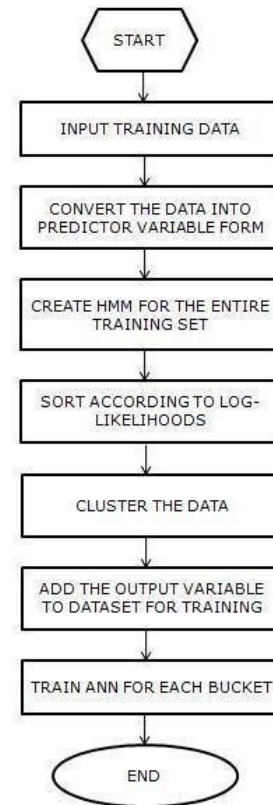 START
INPUT TRAINING DATA
CONVERT THE DATA INTO
PREDICTOR VARIABLE FORM
CREATE HMM FOR THE ENTIRE
TRAINING SET
SORT ACCORDING TO LOG-
LIKELIHOODS
CLUSTER THE DATA
ADD THE OUTPUT VARIABLE
TO DATASET FOR TRAINING
TRAIN ANN FOR EACH BUCKET
END